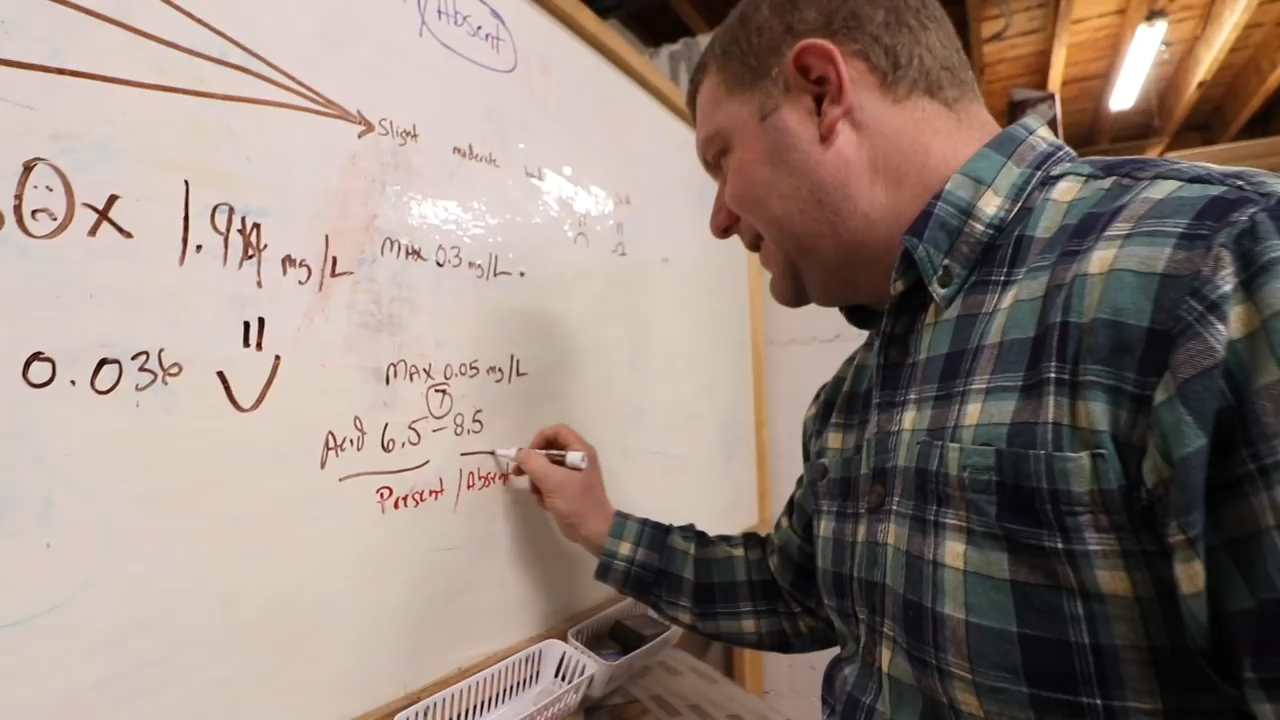 Absent
Slight moderate
x 1.9 mg/L MAX 0.3 mg/L.
0.036 MAX 0.05 mg/L
7
Acid 6.5-8.5
Persent / Absent